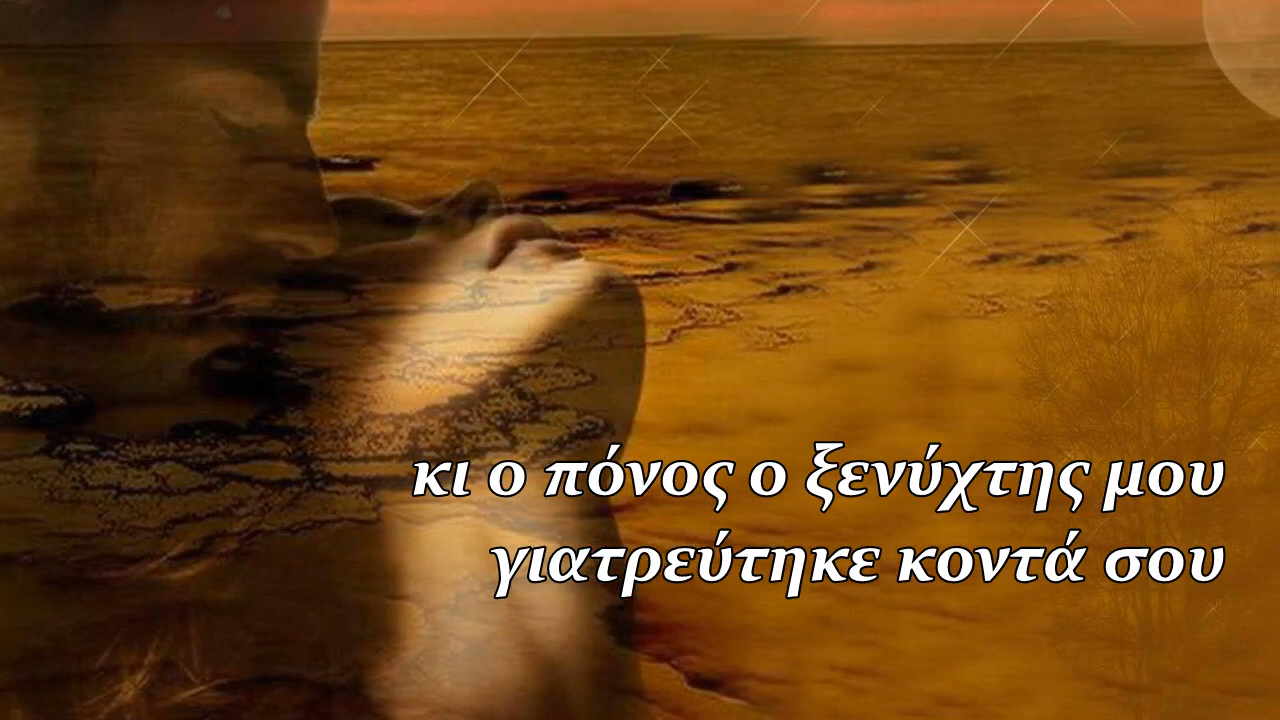 κι ο πόνος ο ξενύχτης μου
γιατρεύτηκε κοντά σου